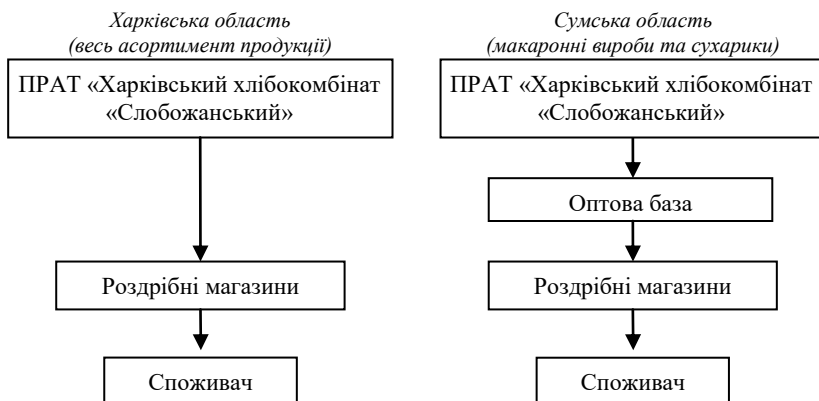 Харківська область
(весь асортимент продукції)
ПРАТ «Харківський хлібокомбінат
«Слобожанський»
Роздрібні магазини
Споживач
Сумська область
(макаронні вироби та сухарики)
ПРАТ «Харківський хлібокомбінат
«Слобожанський»
Оптова база
Роздрібні магазини
Споживач